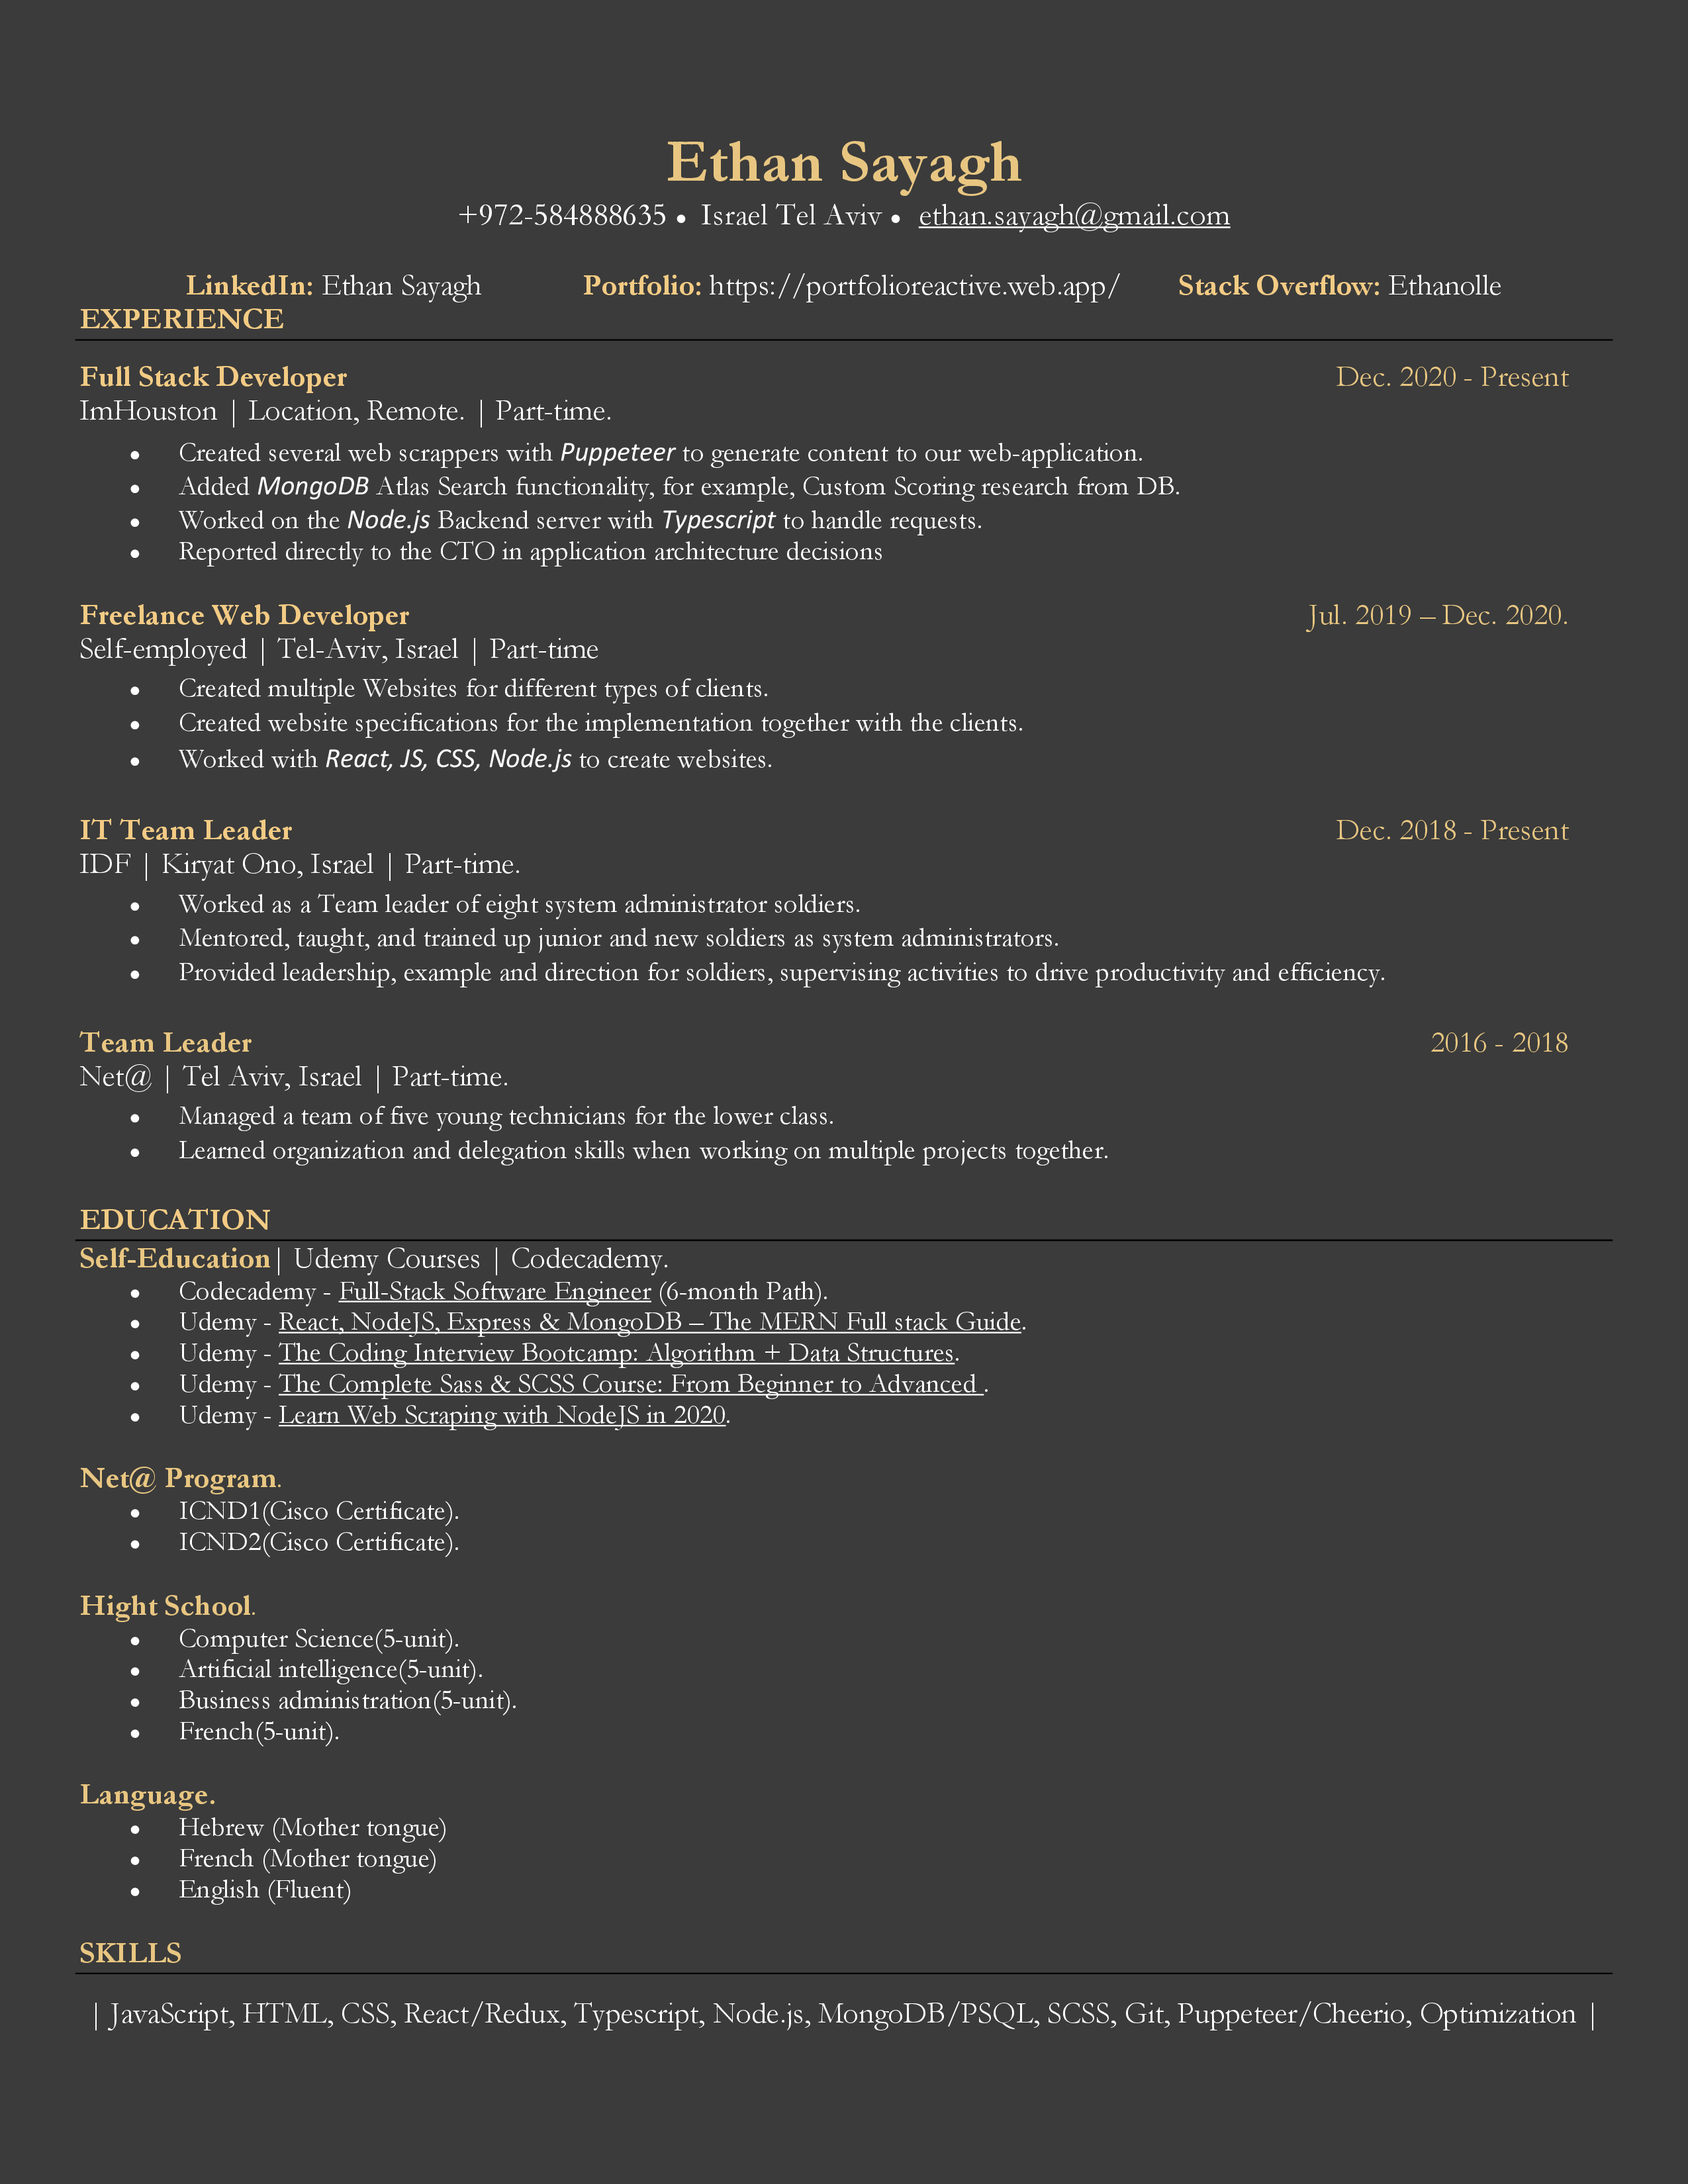 Ethan Sayagh
+972-584888635 • Israel Tel Aviv • ethan.sayagh@gmail.com
LinkedIn: Ethan Sayagh Portfolio: https://portfolioreactive.web.app/ Stack Overflow: Ethanolle
EXPERIENCE
Full Stack Developer Dec. 2020 - Present
ImHouston | Location, Remote. | Part-time.
• Created several web scrappers with Puppeteer to generate content to our web-application.
• Added MongoDB Atlas Search functionality, for example, Custom Scoring research from DB.
• Worked on the Node.js Backend server with Typescript to handle requests.
• Reported directly to the CTO in application architecture decisions
Freelance Web Developer Jul. 2019 – Dec. 2020.
Self-employed | Tel-Aviv, Israel | Part-time
• Created multiple Websites for different types of clients.
• Created website specifications for the implementation together with the clients.
• Worked with React, JS, CSS, Node.js to create websites.
IT Team Leader Dec. 2018 - Present
IDF | Kiryat Ono, Israel | Part-time.
• Worked as a Team leader of eight system administrator soldiers.
• Mentored, taught, and trained up junior and new soldiers as system administrators.
• Provided leadership, example and direction for soldiers, supervising activities to drive productivity and efficiency.
Team Leader 2016 - 2018
Net@ | Tel Aviv, Israel | Part-time.
• Managed a team of five young technicians for the lower class.
• Learned organization and delegation skills when working on multiple projects together.
EDUCATION
Self-Education| Udemy Courses | Codecademy.
• Codecademy - Full-Stack Software Engineer (6-month Path).
• Udemy - React, NodeJS, Express & MongoDB – The MERN Full stack Guide.
• Udemy - The Coding Interview Bootcamp: Algorithm + Data Structures.
• Udemy - The Complete Sass & SCSS Course: From Beginner to Advanced .
• Udemy - Learn Web Scraping with NodeJS in 2020.
Net@ Program.
• ICND1(Cisco Certificate).
• ICND2(Cisco Certificate).
Hight School.
• Computer Science(5-unit).
• Artificial intelligence(5-unit).
• Business administration(5-unit).
• French(5-unit).
Language.
• Hebrew (Mother tongue)
• French (Mother tongue)
• English (Fluent)
SKILLS
| JavaScript, HTML, CSS, React/Redux, Typescript, Node.js, MongoDB/PSQL, SCSS, Git, Puppeteer/Cheerio, Optimization |